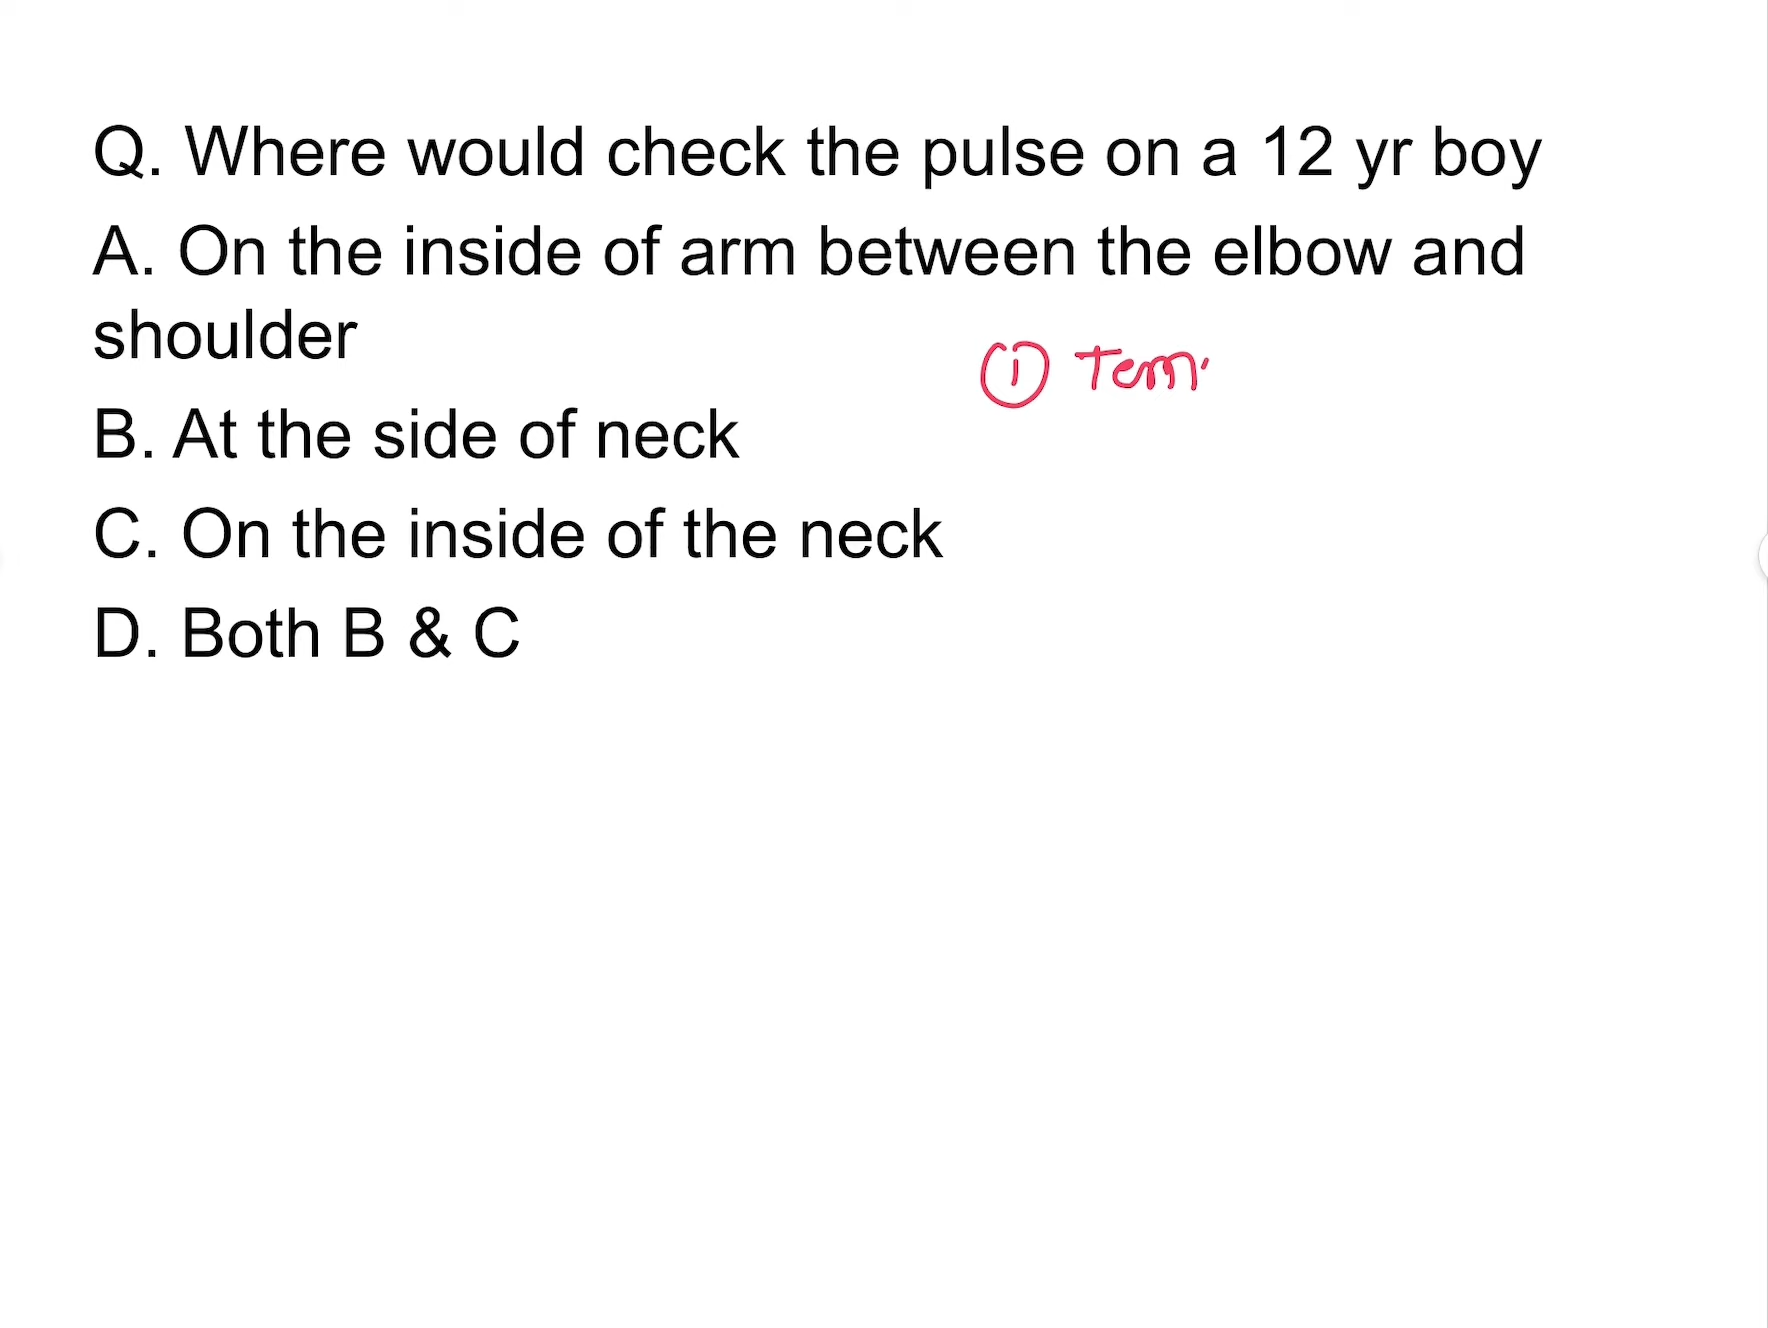 Q. Where would check the pulse on a 12 yr boy
A. On the inside of arm between the elbow and
shoulder
① Tem
B. At the side of neck
C. On the inside of the neck
D. Both B & C